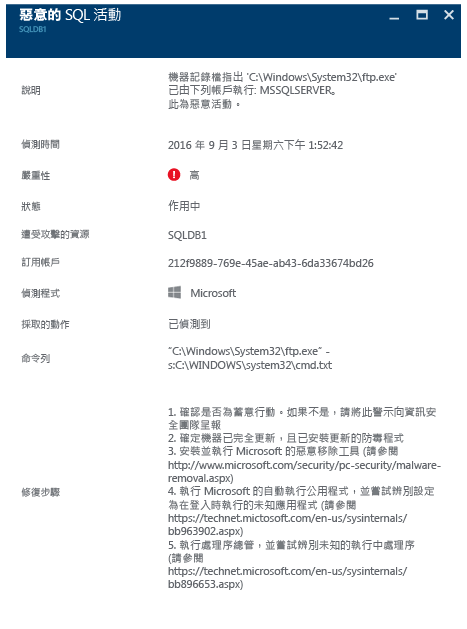 惡意的 SQL 活動
SQLDB1
說明
機器記錄檔指出 'C:\Windows\System32\ftp.exe'
已由下列帳戶執行: MSSQLSERVER。
此為惡意活動。
偵測時間
2016 年 9 月 3 日星期六下午 1:52:42
嚴重性
高
狀態
作用中
遭受攻擊的資源
SQLDB1
訂用帳戶
212f9889-769e-45ae-ab43-6da33674bd26
偵測程式
Microsoft
採取的動作
已偵測到
命令列
"C:\Windows\System32\ftp.exe" -
s:C:\WINDOWS\system32\cmd.txt
修復步驟
1. 確認是否為蓄意行動。如果不是，請將此警示向資訊安
全團隊呈報
2. 確定機器已完全更新，且已安裝更新的防毒程式
3. 安裝並執行 Microsoft 的惡意移除工具 (請參閱
http://www.microsoft.com/security/pc-security/malware-
removal.aspx)
4. 執行 Microsoft 的自動執行公用程式，並嘗試辨別設定
為在登入時執行的未知應用程式 (請參閱
https://technet.mictosoft.com/en-us/sysinternals/
bb963902.aspx)
5. 執行處理序總管，並嘗試辨別未知的執行中處理序
(請參閱
https://technet.microsoft.com/en-us/sysinternals/
bb896653.aspx)